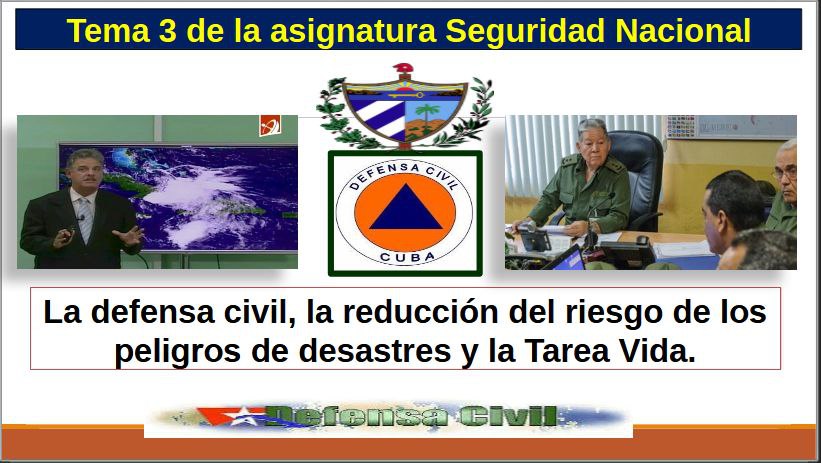 Tema 3 de la asignatura Seguridad Nacional
DEFENSA CIVIL
CUBA
La defensa civil, la reducción del riesgo de los
peligros de desastres y la Tarea Vida.
Defensa Civil